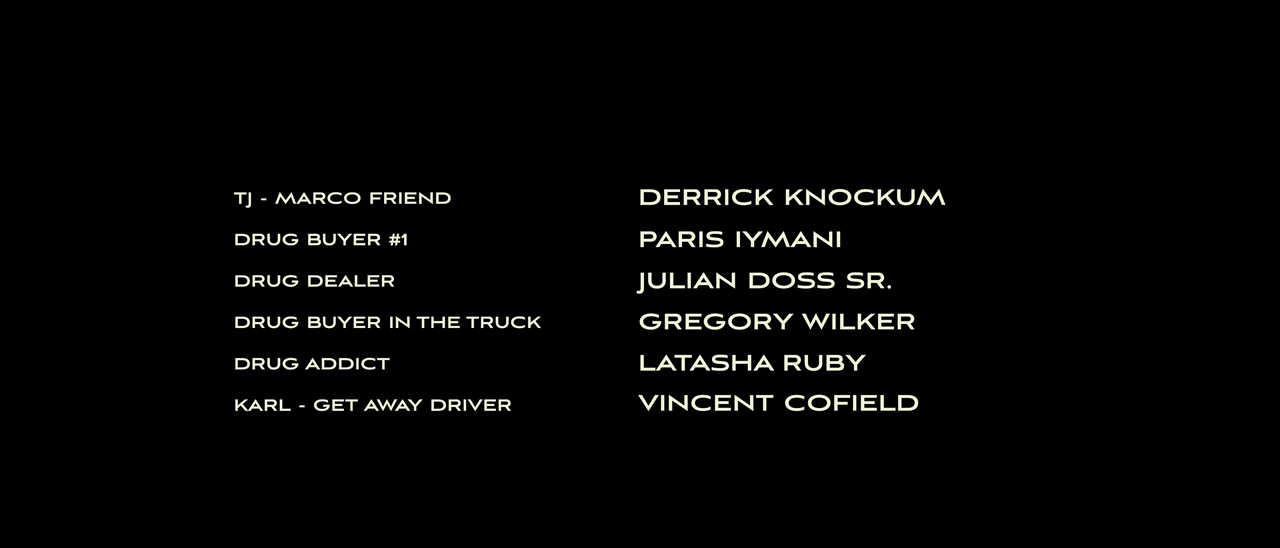 TJ - MARCO FRIEND DERRICK KNOCKUM
DRUG BUYER #1 PARIS IYMANI
DRUG DEALER JULIAN DOSS SR.
DRUG BUYER IN THE TRUCK GREGORY WILKER
DRUG ADDICT LATASHA RUBY
KARL - GET AWAY DRIVER VINCENT COFIELD